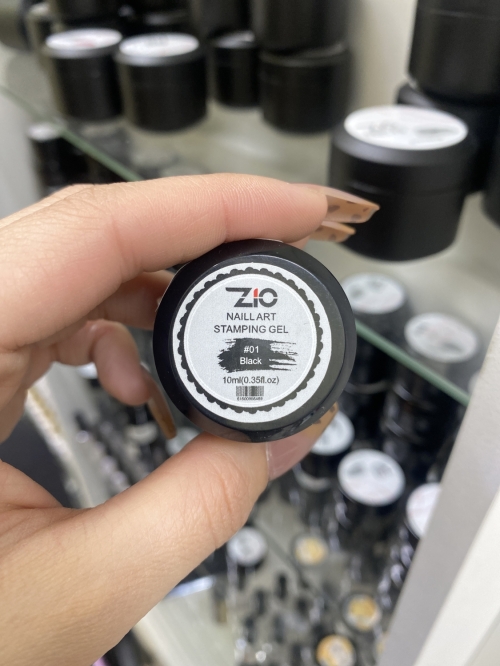 ZIO
NAILL ART
STAMPING GEL
#01
Black
10ml(0.35fl.oz)